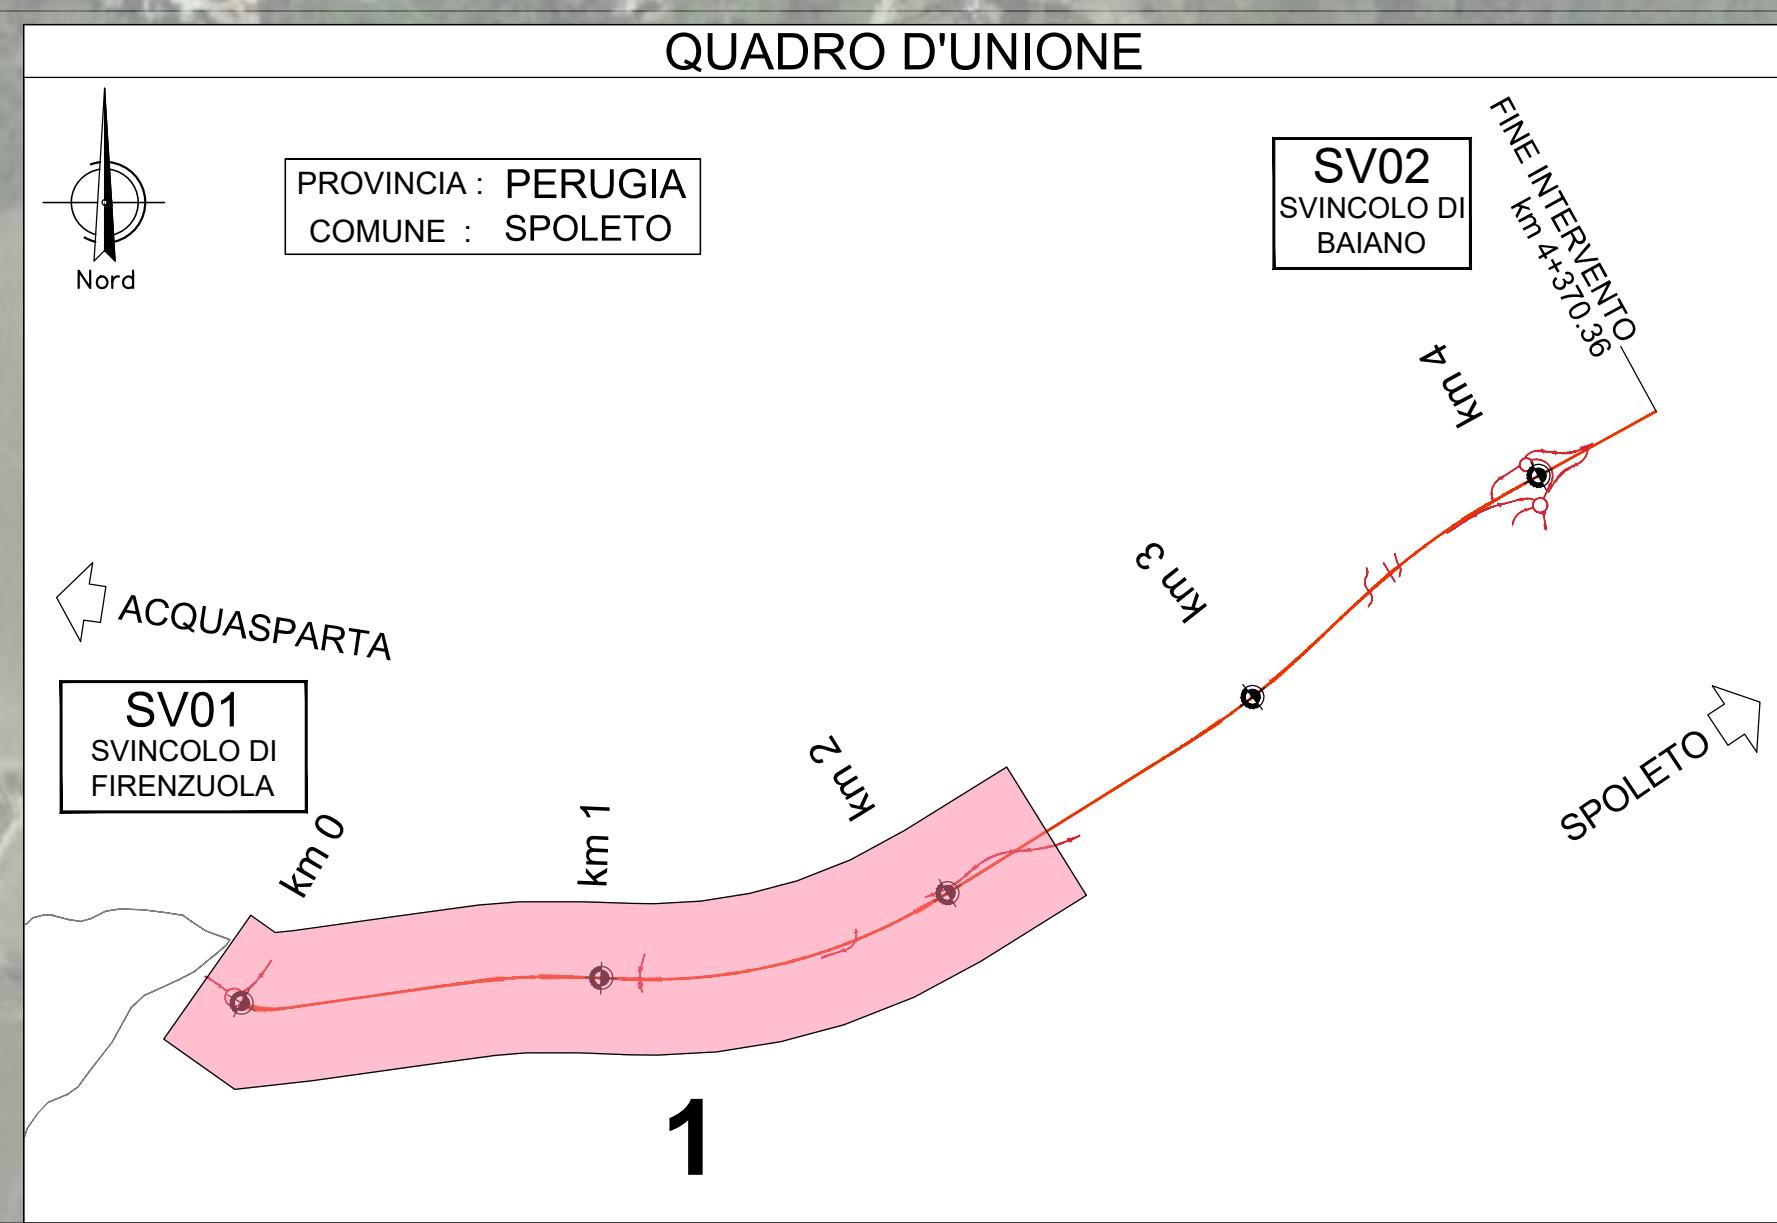 QUADRO D'UNIONE
Nord
PROVINCIA : PERUGIA
COMUNE : SPOLETO
SV02
SVINCOLO DI
BAIANO
FINE INTERVENTO
km 4+370.36
km 4
km 3
ACQUASPARTA
SV01
SVINCOLO DI
FIRENZUOLA
km 0
km 1
km 2
SPOLETO
1